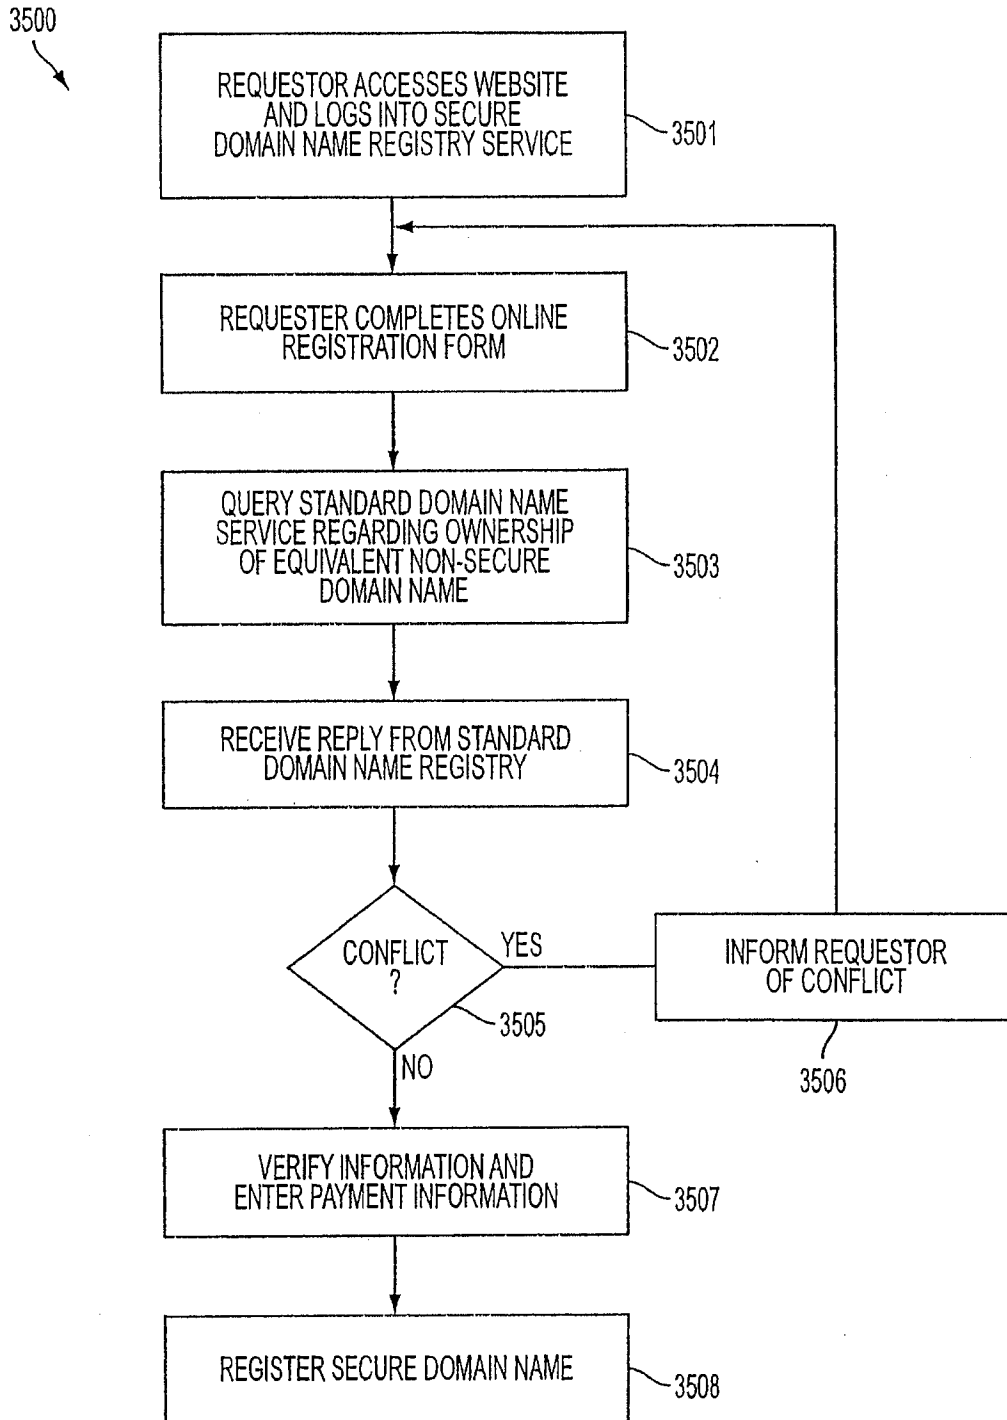 3500
REQUESTOR ACCESSES WEBSITE
AND LOGS INTO SECURE
DOMAIN NAME REGISTRY SERVICE
3501
REQUESTER COMPLETES ONLINE
REGISTRATION FORM
3502
QUERY STANDARD DOMAIN NAME
SERVICE REGARDING OWNERSHIP
OF EQUIVALENT NON-SECURE
DOMAIN NAME
3503
RECEIVE REPLY FROM STANDARD
DOMAIN NAME REGISTRY
3504
CONFLICT
?
YES
3505
INFORM REQUESTOR
OF CONFLICT
3506
NO
VERIFY INFORMATION AND
ENTER PAYMENT INFORMATION
3507
REGISTER SECURE DOMAIN NAME
3508